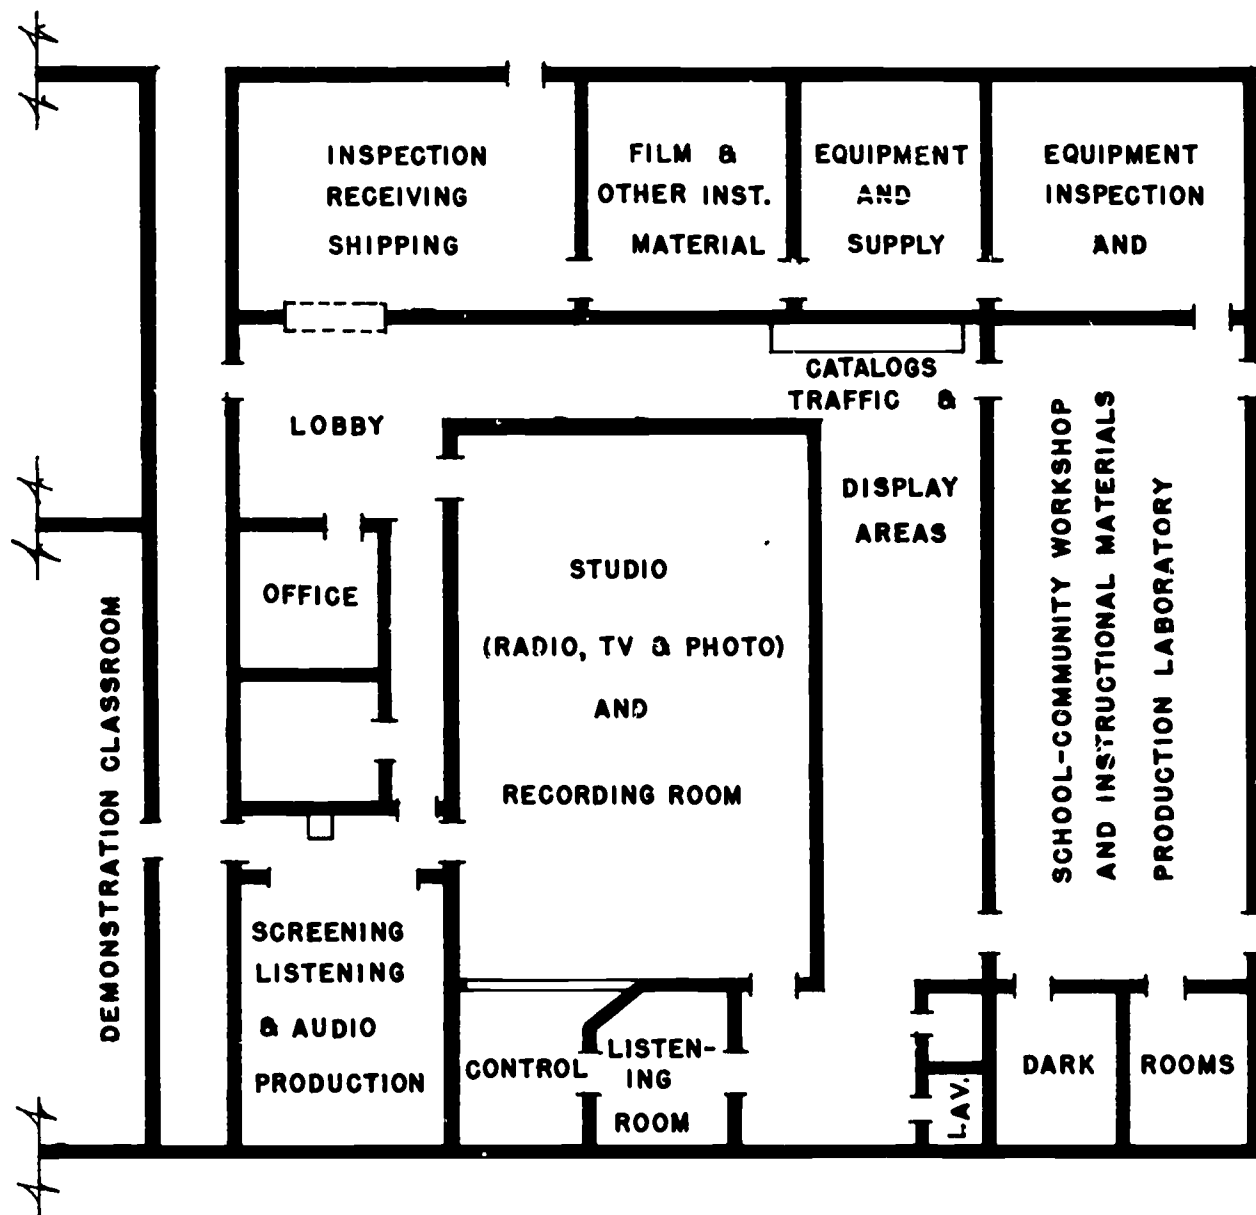 INSPECTION
RECEIVING
SHIPPING
FILM &
OTHER INST.
MATERIAL
EQUIPMENT
AND
SUPPLY
EQUIPMENT
INSPECTION
AND
CATALOGS
TRAFFIC &
LOBBY
DISPLAY
AREAS
STUDIO
(RADIO, TV & PHOTO)
AND
RECORDING ROOM
OFFICE
DEMONSTRATION CLASSROOM
SCHOOL-COMMUNITY WORKSHOP
AND INSTRUCTIONAL MATERIALS
PRODUCTION LABORATORY
SCREENING
LISTENING
& AUDIO
PRODUCTION
CONTROL
LISTEN-
ING
ROOM
LAV.
DARK
ROOMS